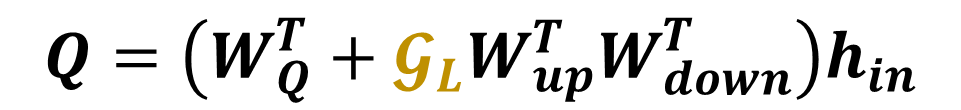 Q = (W_Q^T + 𝒢_L W_up^T W_down^T) h_in